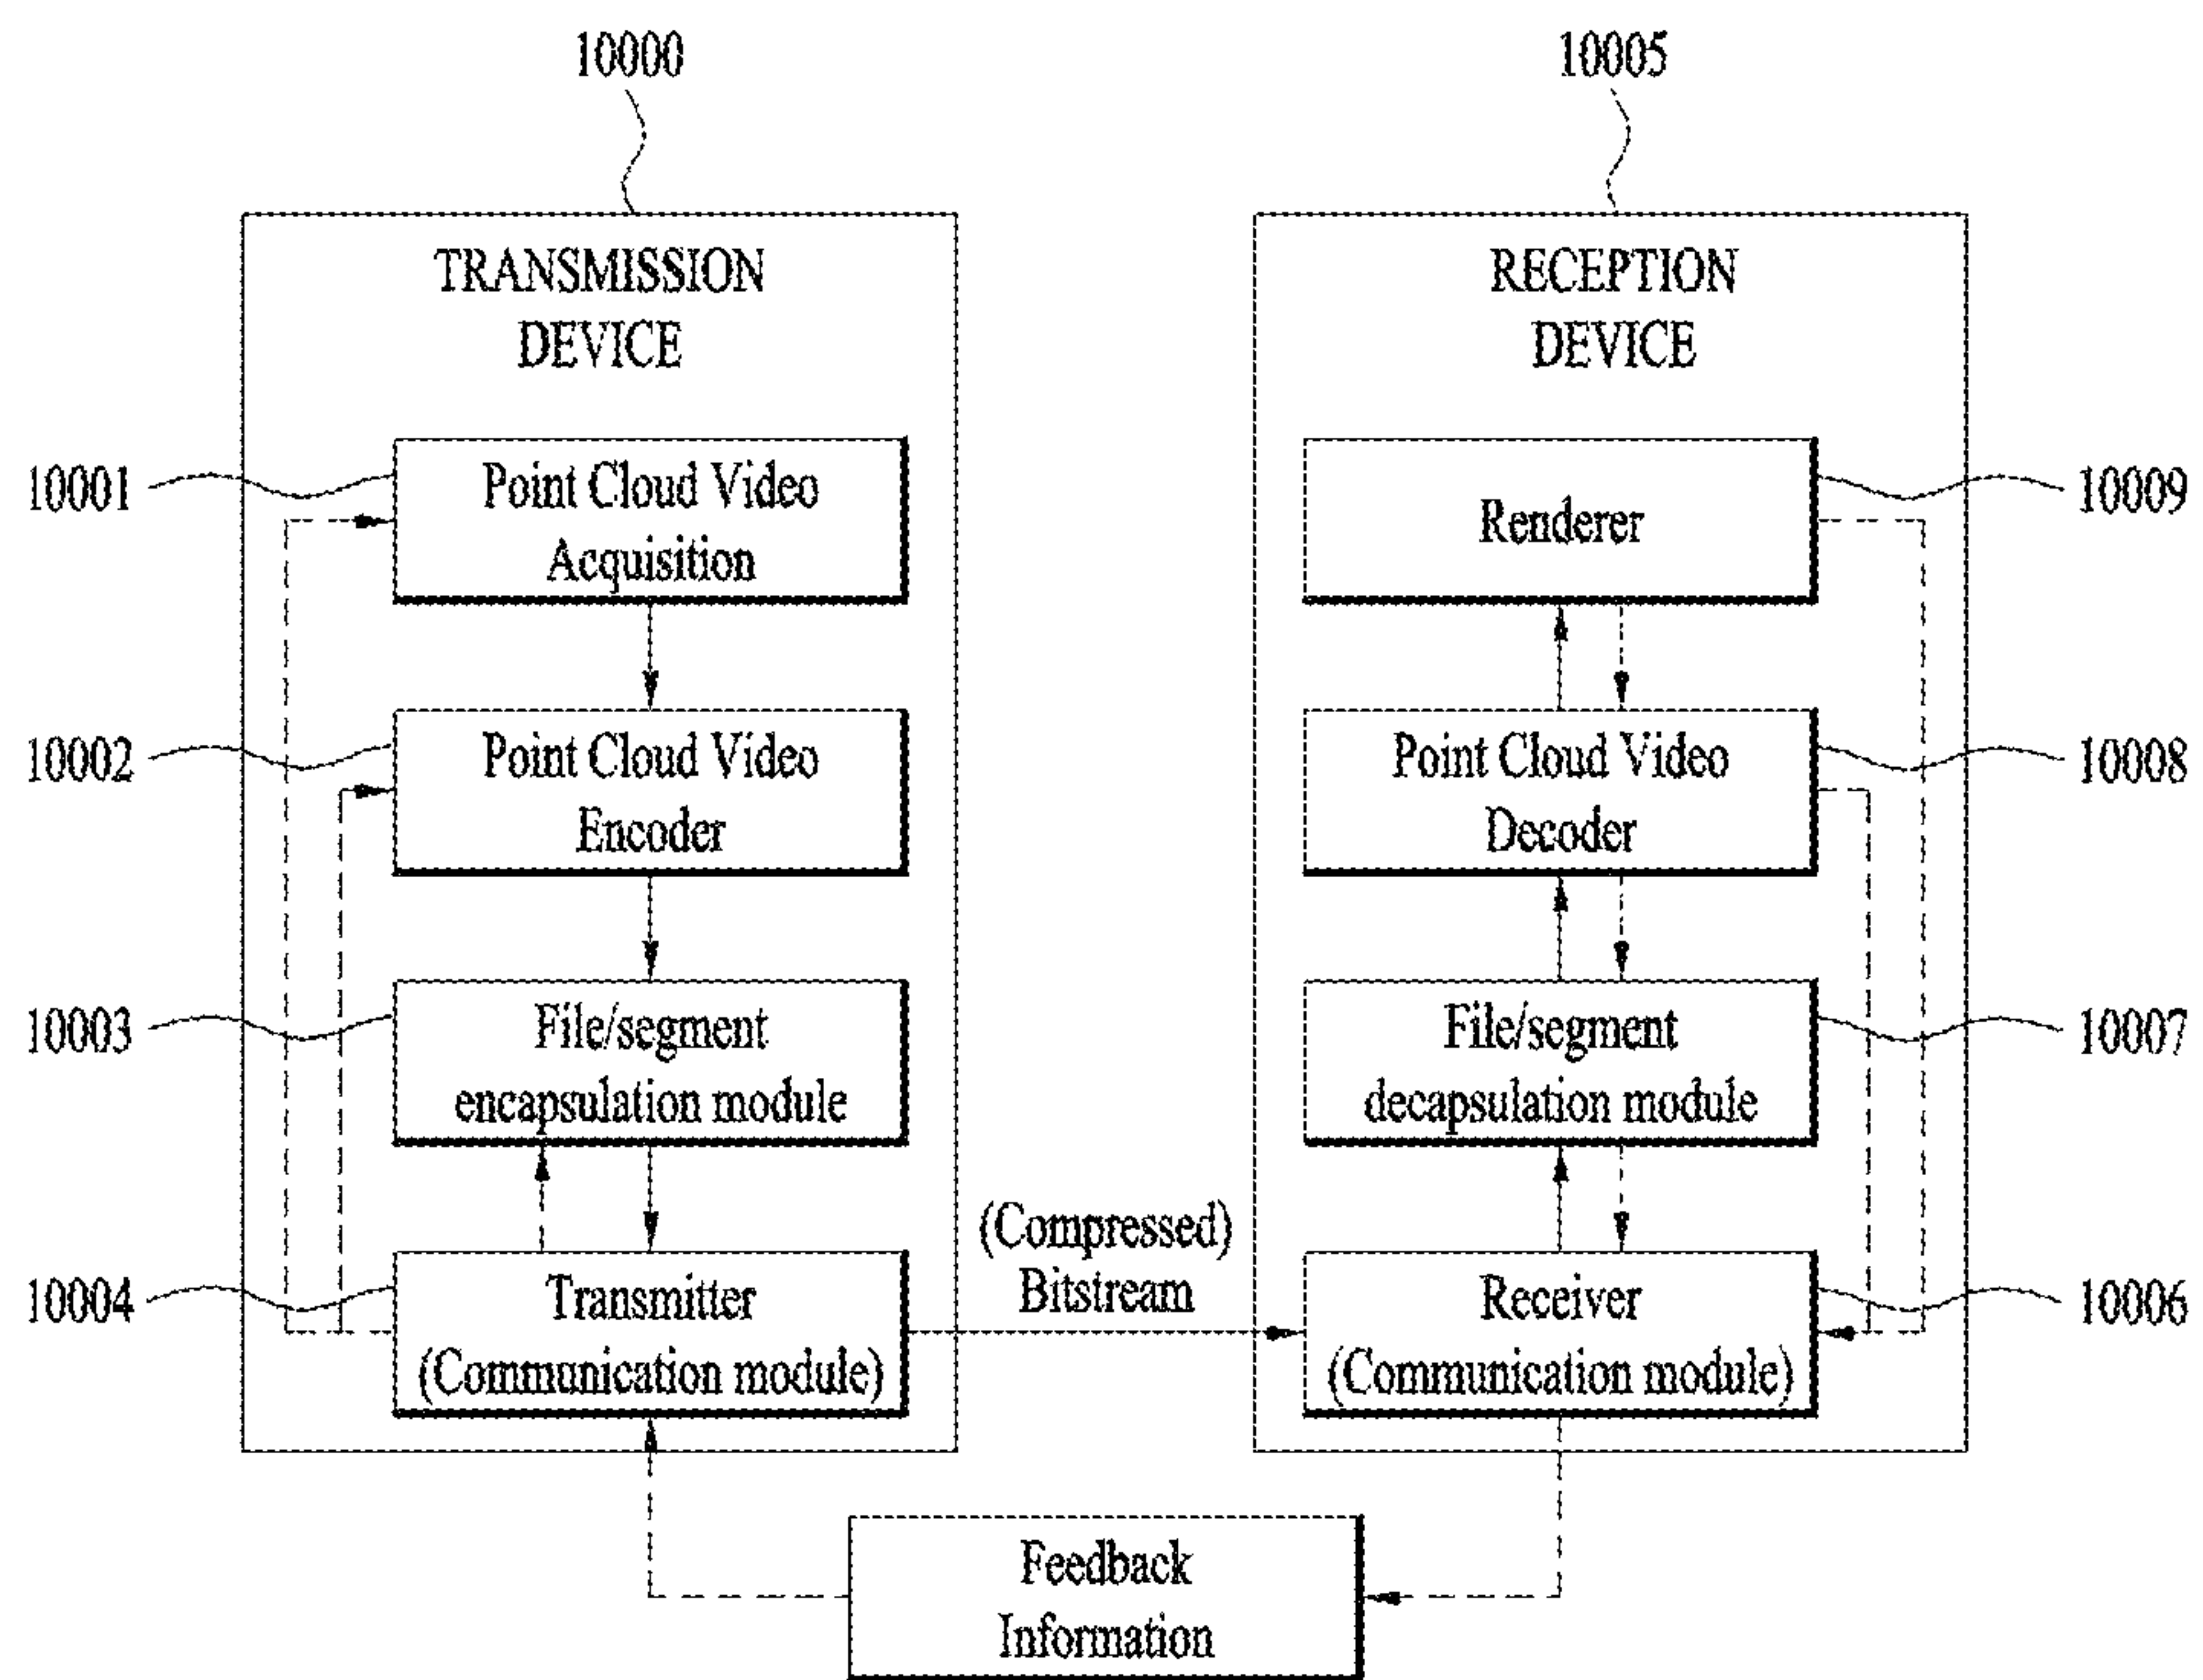 10000
10005
TRANSMISSION
DEVICE
10001
Point Cloud Video
Acquisition
10002
Point Cloud Video
Encoder
10003
File/segment
encapsulation module
10004
Transmitter
(Communication module)
(Compressed)
Bitstream
RECEPTION
DEVICE
Renderer
10009
Point Cloud Video
Decoder
10008
File/segment
decapsulation module
10007
Receiver
(Communication module)
10006
Feedback
Information